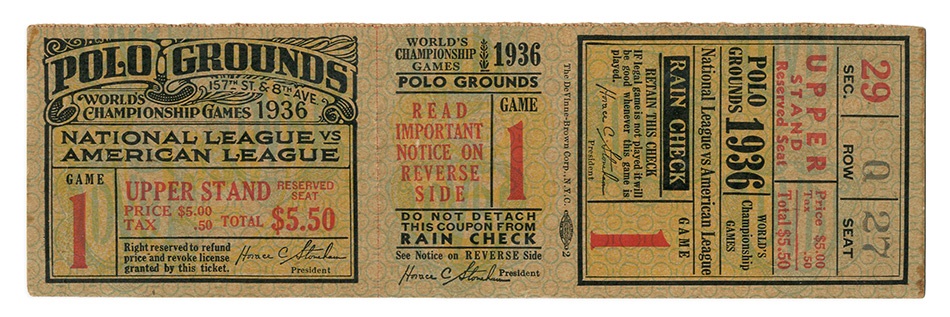 POLO GROUNDS
157TH ST. & 8TH AVE.
WORLD'S
CHAMPIONSHIP GAMES 1936
NATIONAL LEAGUE VS
AMERICAN LEAGUE
GAME
1
UPPER STAND RESERVED SEAT
PRICE $5.00
TAX .50 TOTAL $5.50
Right reserved to refund
price and revoke license
granted by this ticket.
Horace C Stoneham
President
WORLD'S
CHAMPIONSHIP
GAMES 1936
POLO GROUNDS
READ
IMPORTANT
NOTICE ON
REVERSE
SIDE
GAME
1
DO NOT DETACH
THIS COUPON FROM
RAIN CHECK
See Notice on REVERSE Side
Horace C Stoneham President
The DeVinne-Brown Corp., N.Y.C. 2
RAIN CHECK
RETAIN THIS CHECK
If legal game is not played it will
be good whenever this game is
played.
Horace C Stoneham
President
GAME
1
National League vs American League
POLO 1936 WORLD'S
GROUNDS Championship
GAMES
UPPER
STAND
Reserved Seat
Price $5.00
Tax .50
Total $5.50
SEC. ROW SEAT
29 Q 27